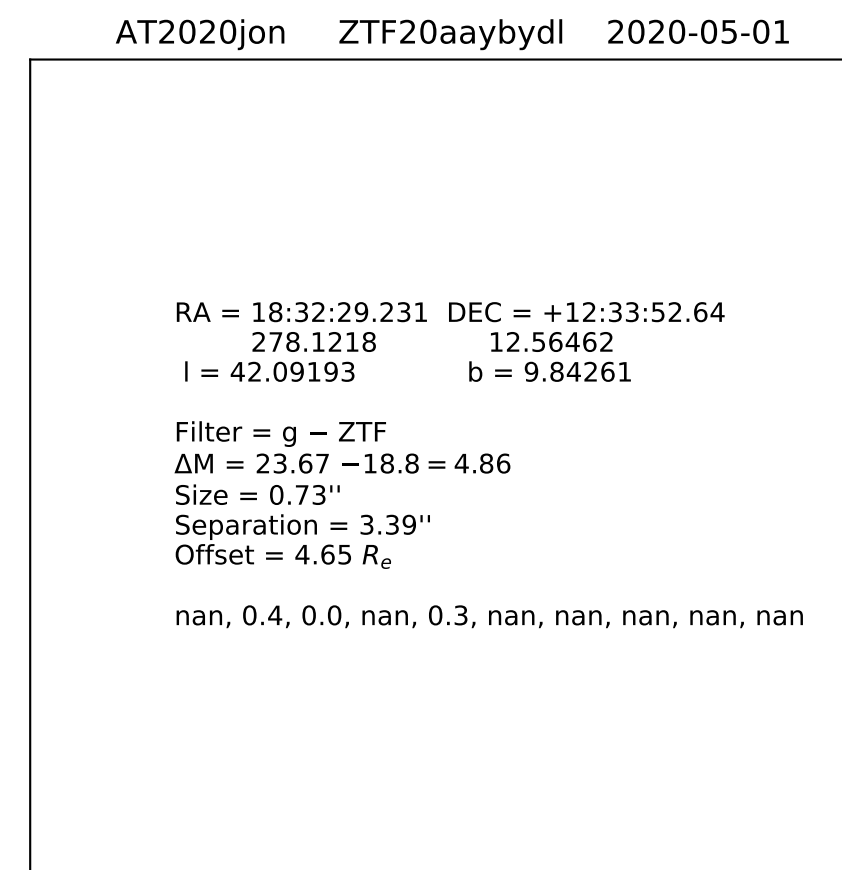 AT2020jon ZTF20aaybydl 2020-05-01
RA = 18:32:29.231 DEC = +12:33:52.64
278.1218 12.56462
l = 42.09193 b = 9.84261
Filter = g − ZTF
ΔM = 23.67 −18.8 = 4.86
Size = 0.73''
Separation = 3.39''
Offset = 4.65 Re
nan, 0.4, 0.0, nan, 0.3, nan, nan, nan, nan, nan